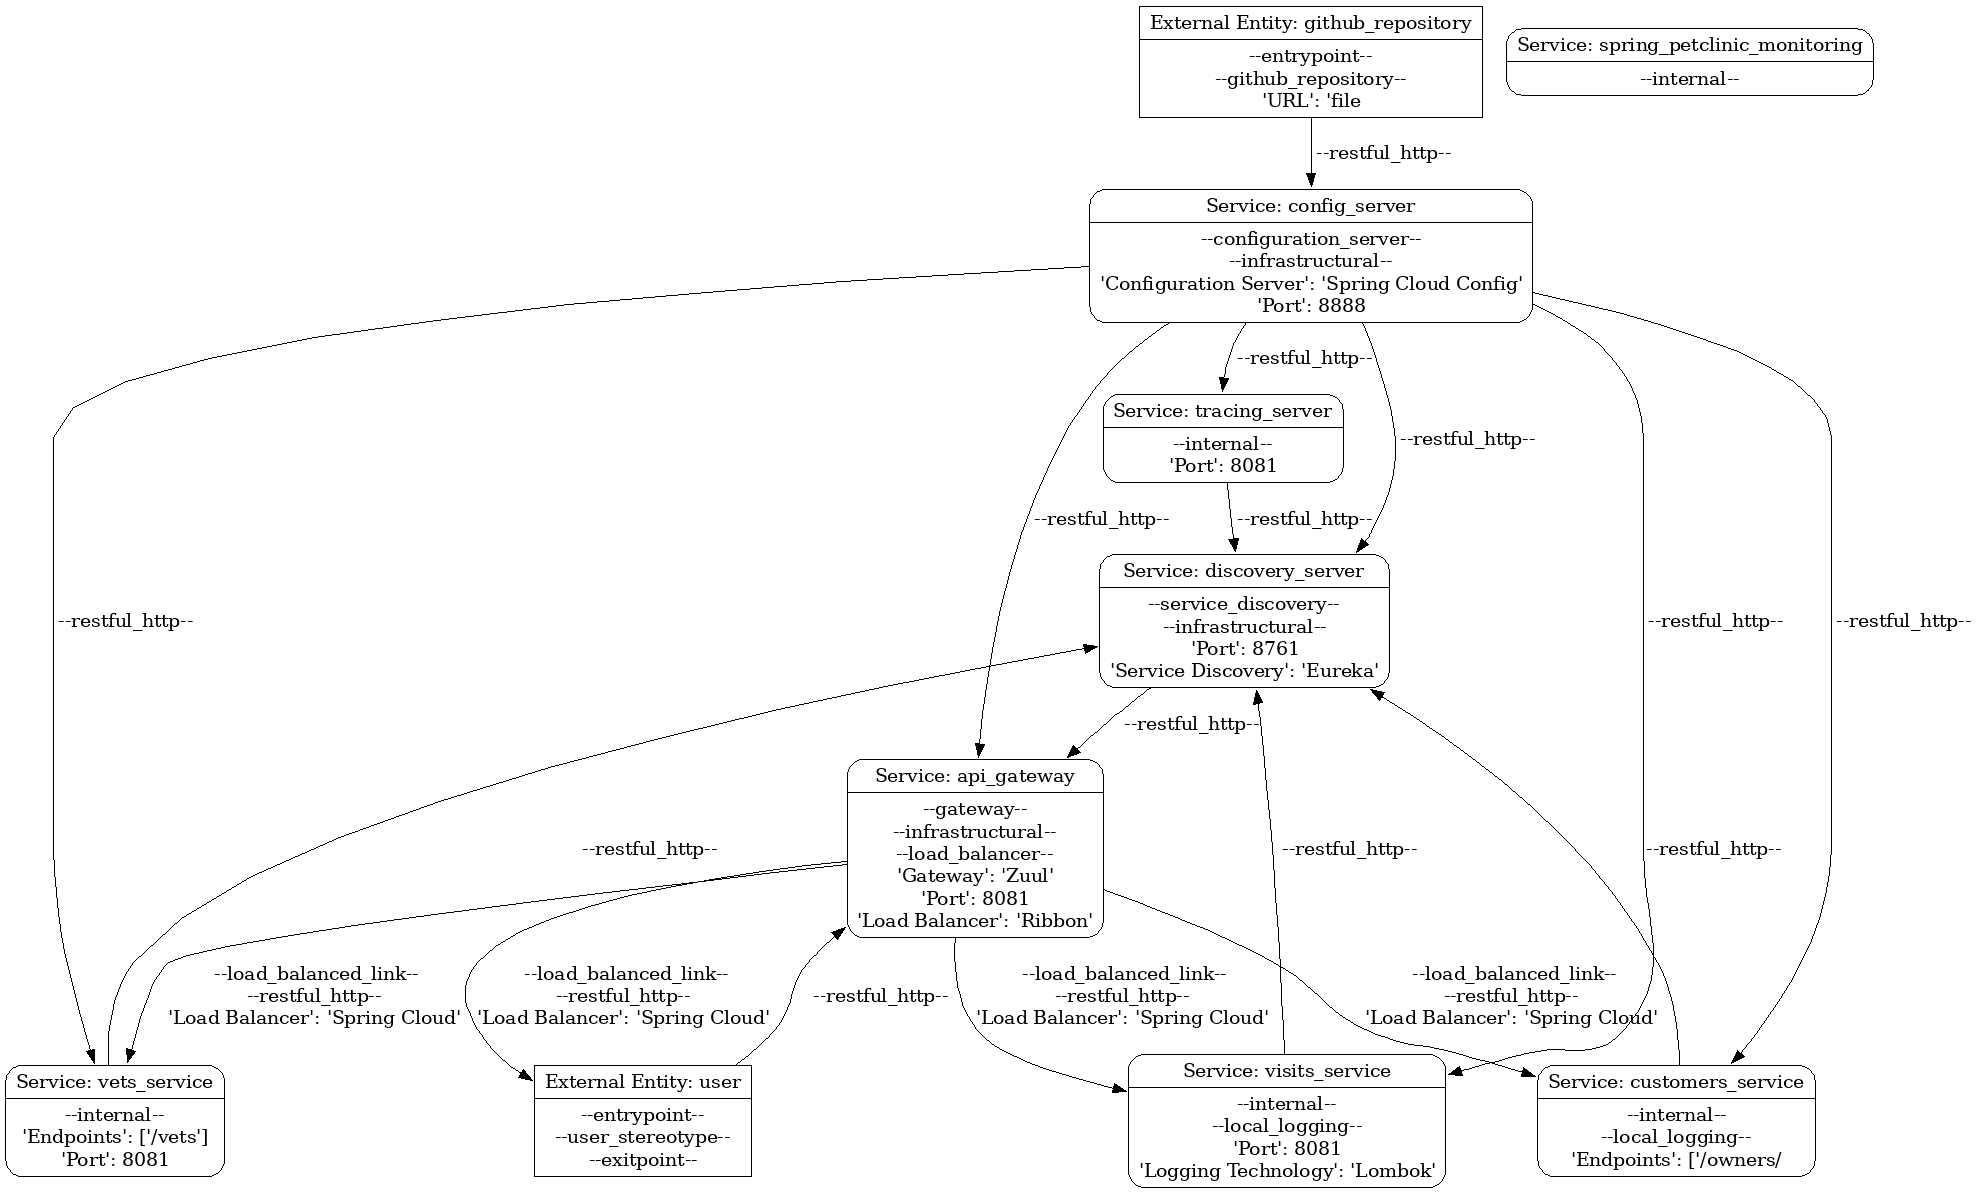 External Entity: github_repository
--entrypoint--
--github_repository--
'URL': 'file
Service: spring_petclinic_monitoring
--internal--
--restful_http--
Service: config_server
--configuration_server--
--infrastructural--
'Configuration Server': 'Spring Cloud Config'
'Port': 8888
--restful_http--
Service: tracing_server
--internal--
'Port': 8081
--restful_http--
--restful_http--
--restful_http--
Service: discovery_server
--service_discovery--
--infrastructural--
'Port': 8761
'Service Discovery': 'Eureka'
--restful_http--
--restful_http--
--restful_http--
--restful_http--
Service: api_gateway
--gateway--
--infrastructural--
--load_balancer--
'Gateway': 'Zuul'
'Port': 8081
'Load Balancer': 'Ribbon'
--restful_http--
--restful_http--
--restful_http--
--load_balanced_link--
--restful_http--
'Load Balancer': 'Spring Cloud'
--load_balanced_link--
--restful_http--
'Load Balancer': 'Spring Cloud'
--restful_http--
--load_balanced_link--
--restful_http--
'Load Balancer': 'Spring Cloud'
--load_balanced_link--
--restful_http--
'Load Balancer': 'Spring Cloud'
Service: vets_service
--internal--
'Endpoints': ['/vets']
'Port': 8081
External Entity: user
--entrypoint--
--user_stereotype--
--exitpoint--
Service: visits_service
--internal--
--local_logging--
'Port': 8081
'Logging Technology': 'Lombok'
Service: customers_service
--internal--
--local_logging--
'Endpoints': ['/owners/